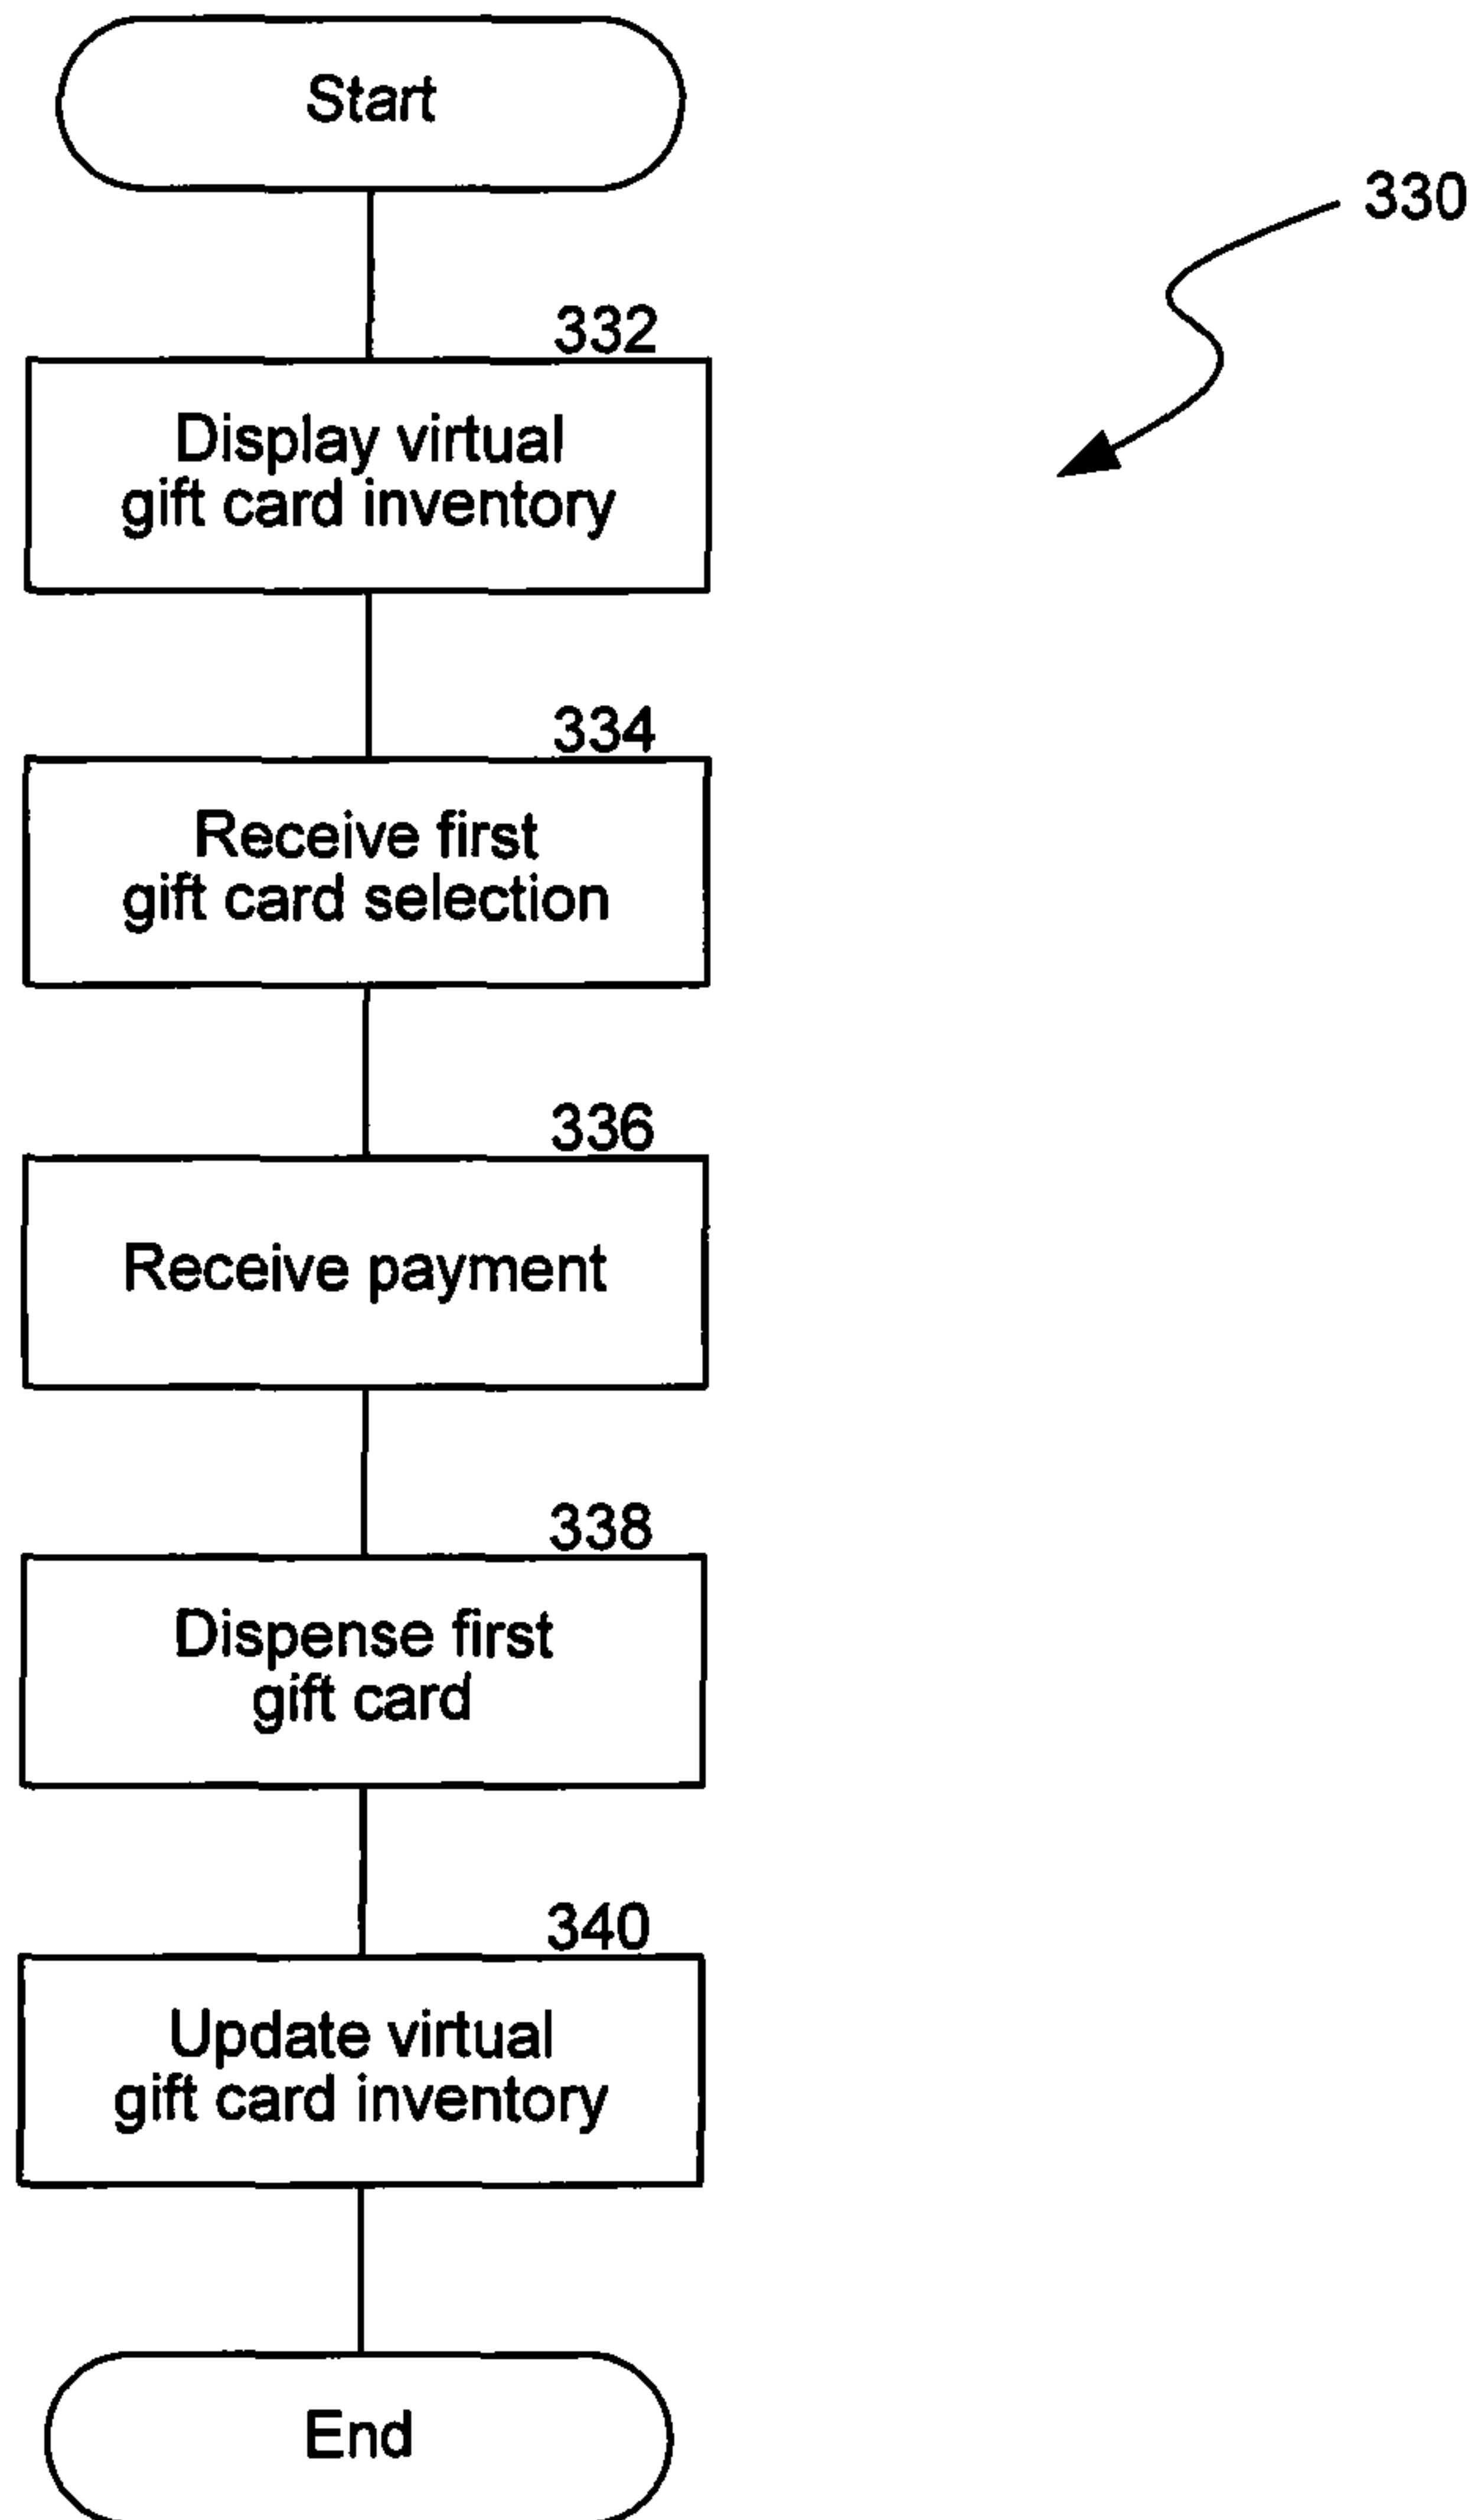 Start
330
332
Display virtual
gift card inventory
334
Receive first
gift card selection
336
Receive payment
338
Dispense first
gift card
340
Update virtual
gift card inventory
End